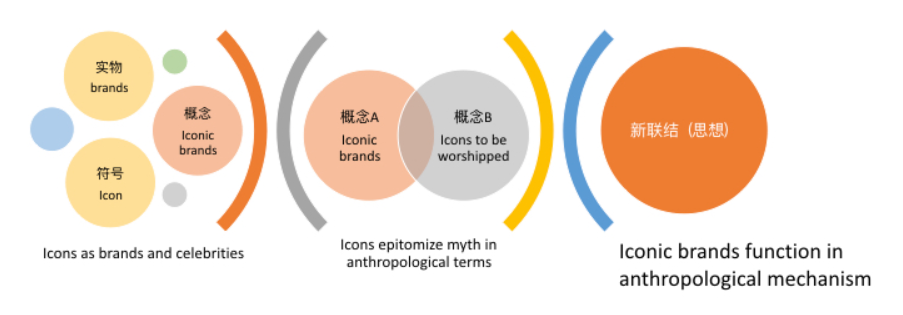 实物
brands
概念
Iconic
brands
符号
Icon
Icons as brands and celebrities
概念A
Iconic
brands
概念B
Icons to be
worshipped
Icons epitomize myth in
anthropological terms
新联结（思想）
Iconic brands function in
anthropological mechanism